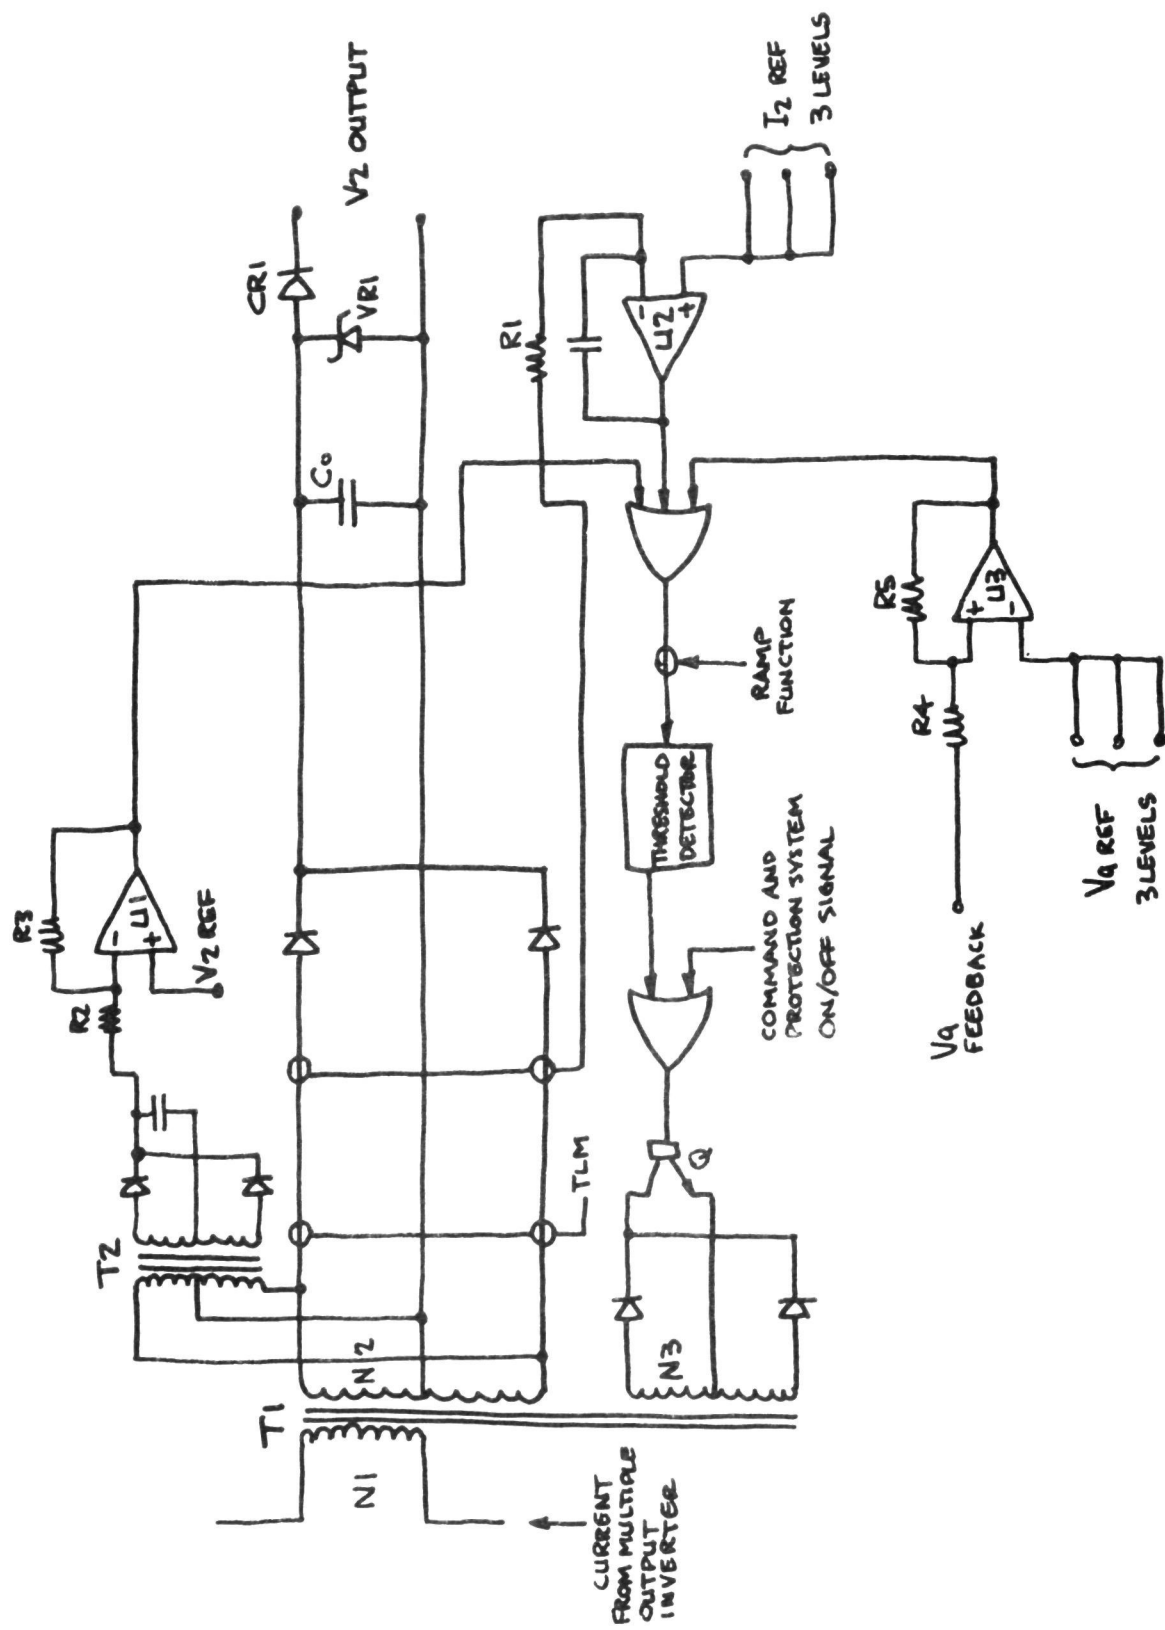 T2
R2
R3
-
+
U1
V2 REF
CR1
V2 OUTPUT
VR1
Co
T1
N1
N2
TLM
R1
-
+
U2
I2 REF
3 LEVELS
CURRENT
FROM MULTIPLE
OUTPUT
INVERTER
N3
Q
THRESHOLD
DETECTOR
RAMP
FUNCTION
COMMAND AND
PROTECTION SYSTEM
ON/OFF SIGNAL
R5
R4
+
-
U3
V9
FEEDBACK
V9 REF
3 LEVELS